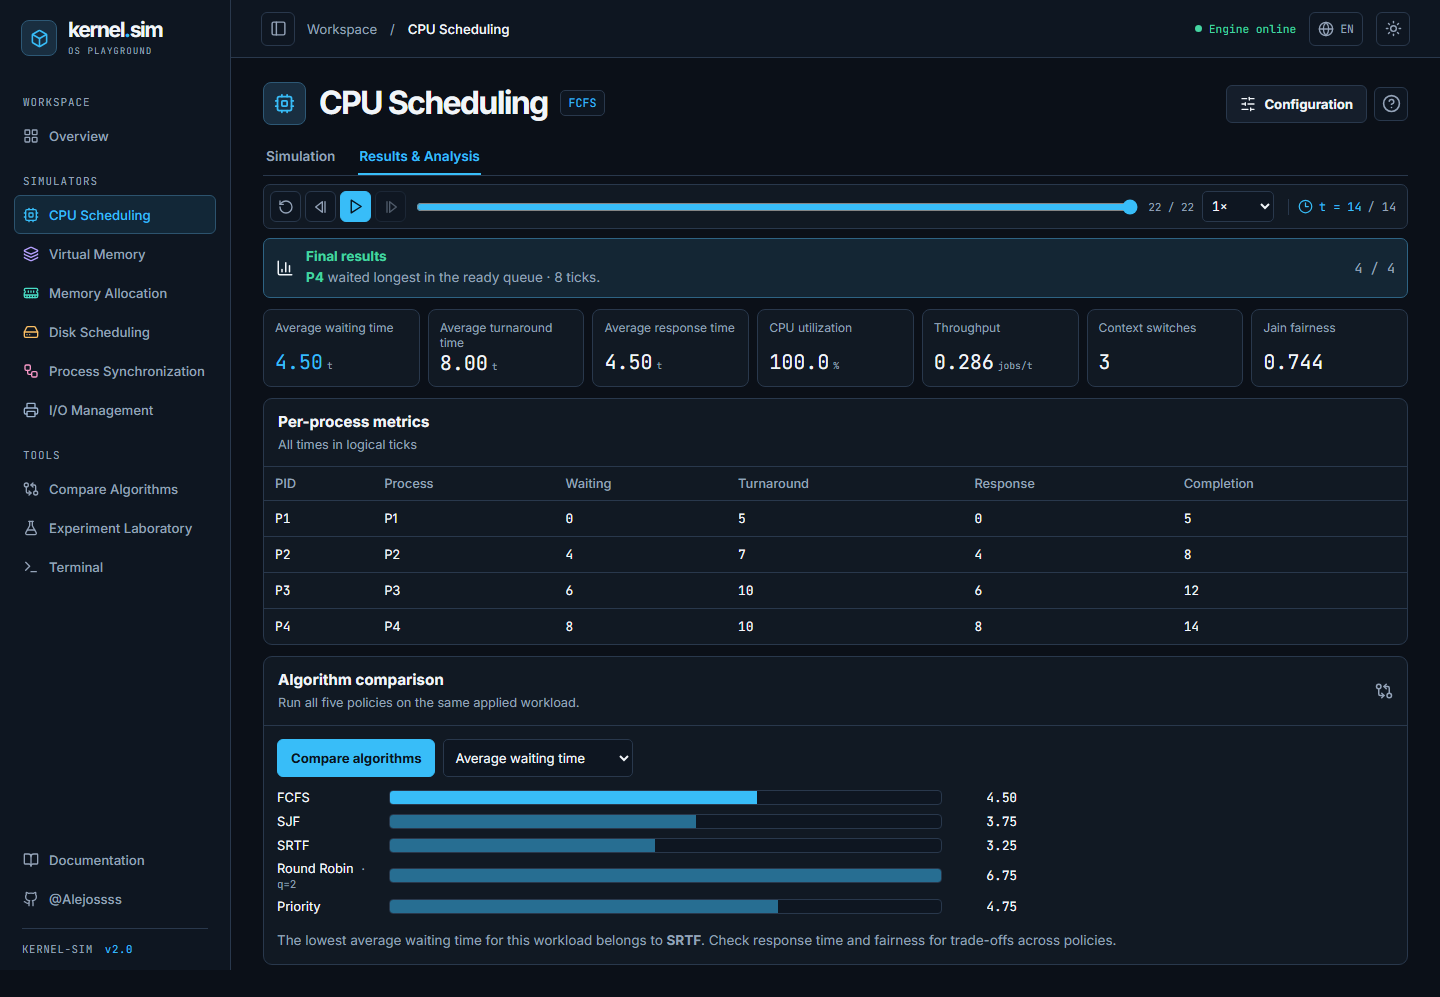 kernel.sim
OS PLAYGROUND
WORKSPACE
Overview
SIMULATORS
CPU Scheduling
Virtual Memory
Memory Allocation
Disk Scheduling
Process Synchronization
I/O Management
TOOLS
Compare Algorithms
Experiment Laboratory
Terminal
Documentation
@Alejossss
KERNEL-SIM v2.0
Workspace / CPU Scheduling
Engine online
EN
CPU Scheduling FCFS
Configuration
Simulation Results & Analysis
22 / 22 1× t = 14 / 14
Final results
P4 waited longest in the ready queue · 8 ticks.
4 / 4
Average waiting time
4.50 t
Average turnaround
time
8.00 t
Average response time
4.50 t
CPU utilization
100.0 %
Throughput
0.286 jobs/t
Context switches
3
Jain fairness
0.744
Per-process metrics
All times in logical ticks
PID Process Waiting Turnaround Response Completion
P1 P1 0 5 0 5
P2 P2 4 7 4 8
P3 P3 6 10 6 12
P4 P4 8 10 8 14
Algorithm comparison
Run all five policies on the same applied workload.
Compare algorithms Average waiting time
FCFS 4.50
SJF 3.75
SRTF 3.25
Round Robin ·
q=2 6.75
Priority 4.75
The lowest average waiting time for this workload belongs to SRTF. Check response time and fairness for trade-offs across policies.